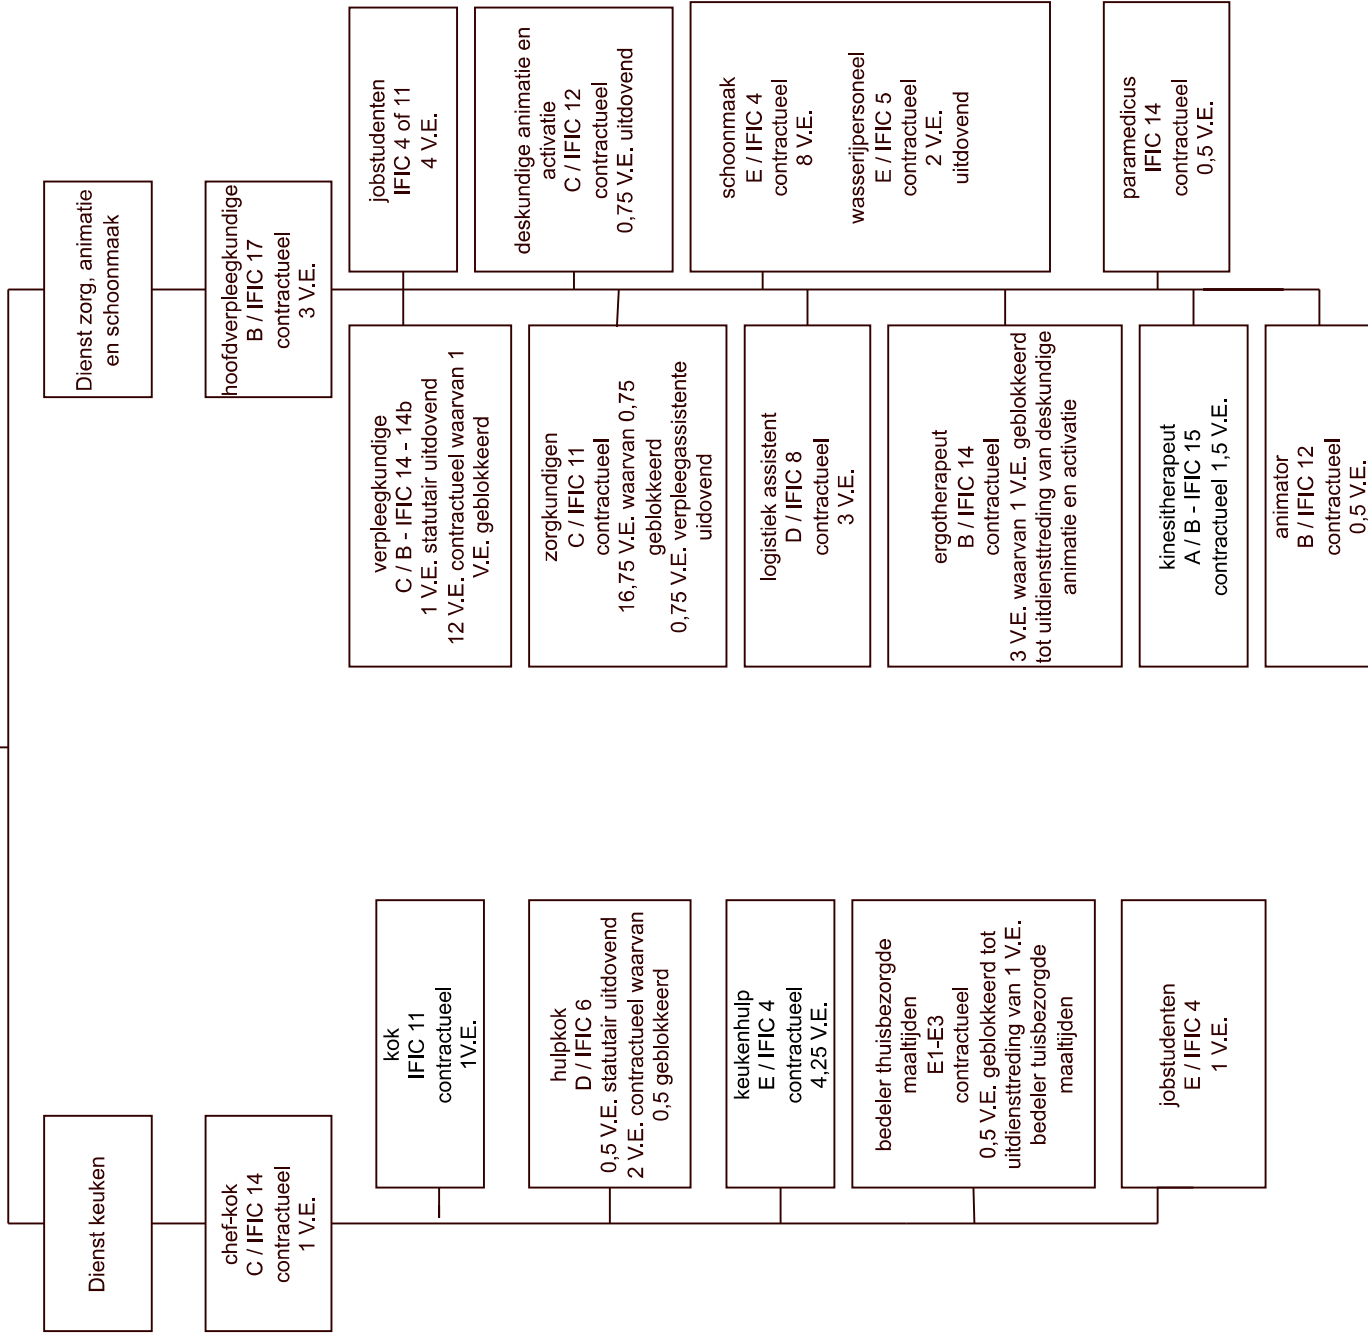 Dienst keuken
chef-kok
C / IFIC 14
contractueel
1 V.E.
kok
IFIC 11
contractueel
1V.E.
hulpkok
D / IFIC 6
0,5 V.E. statutair uitdovend
2 V.E. contractueel waarvan
0,5 geblokkeerd
keukenhulp
E / IFIC 4
contractueel
4,25 V.E.
bedeler thuisbezorgde
maaltijden
E1-E3
contractueel
0,5 V.E. geblokkeerd tot
uitdiensttreding van 1 V.E.
bedeler tuisbezorgde
maaltijden
jobstudenten
E / IFIC 4
1 V.E.
Dienst zorg, animatie
en schoonmaak
hoofdverpleegkundige
B / IFIC 17
contractueel
3 V.E.
verpleegkundige
C / B - IFIC 14 - 14b
1 V.E. statutair uitdovend
12 V.E. contractueel waarvan 1
V.E. geblokkeerd
jobstudenten
IFIC 4 of 11
4 V.E.
zorgkundigen
C / IFIC 11
contractueel
16,75 V.E. waarvan 0,75
geblokkeerd
0,75 V.E. verpleegassistente
uidovend
deskundige animatie en
activatie
C / IFIC 12
contractueel
0,75 V.E. uitdovend
logistiek assistent
D / IFIC 8
contractueel
3 V.E.
schoonmaak
E / IFIC 4
contractueel
8 V.E.
wasserijpersoneel
E / IFIC 5
contractueel
2 V.E.
uitdovend
ergotherapeut
B / IFIC 14
contractueel
3 V.E. waarvan 1 V.E. geblokkeerd
tot uitdiensttreding van deskundige
animatie en activatie
kinesitherapeut
A / B - IFIC 15
contractueel 1,5 V.E.
paramedicus
IFIC 14
contractueel
0,5 V.E.
animator
B / IFIC 12
contractueel
0,5 V.E.